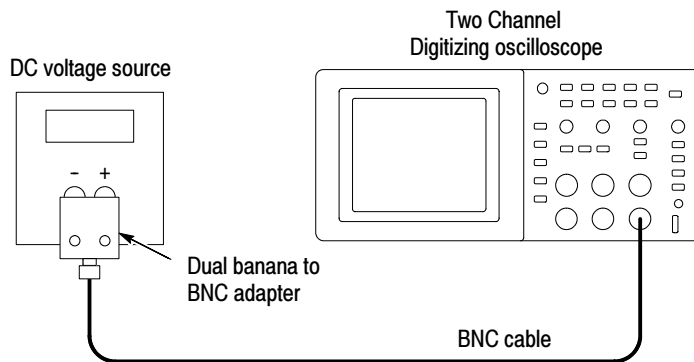 Two Channel
Digitizing oscilloscope
DC voltage source
- +
Dual banana to
BNC adapter
BNC cable